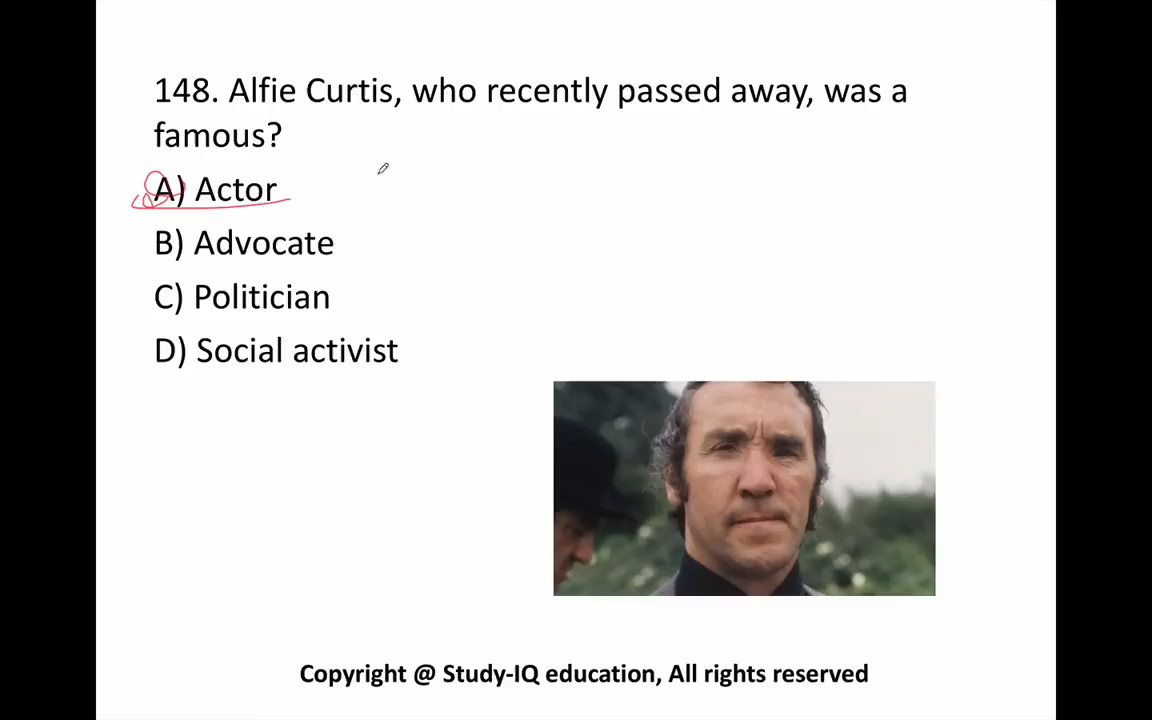 148. Alfie Curtis, who recently passed away, was a
famous?
A) Actor
B) Advocate
C) Politician
D) Social activist
Copyright @ Study-IQ education, All rights reserved